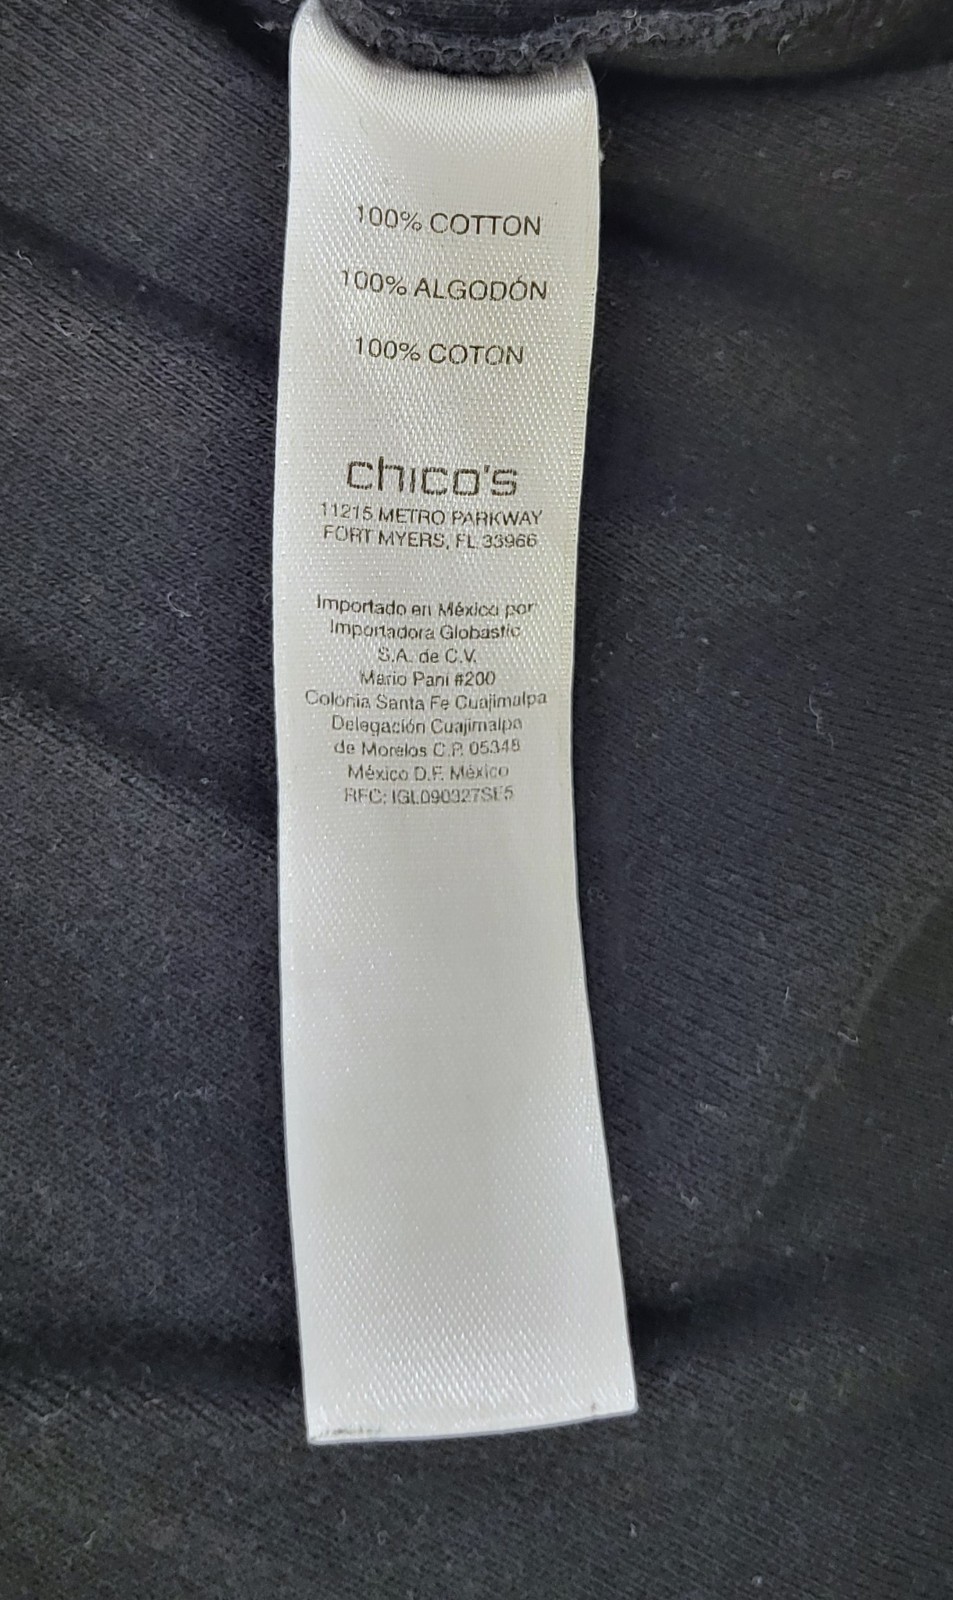 100% COTTON
100% ALGODÓN
100% COTON
chico's
11215 METRO PARKWAY
FORT MYERS, FL 33966
Importado en México por
Importadora Globastic
S.A. de C.V.
Mario Pani #200
Colonia Santa Fe Cuajimalpa
Delegación Cuajimalpa
de Morelos C.P. 05348
México D.F. México
RFC: IGL090327SE5